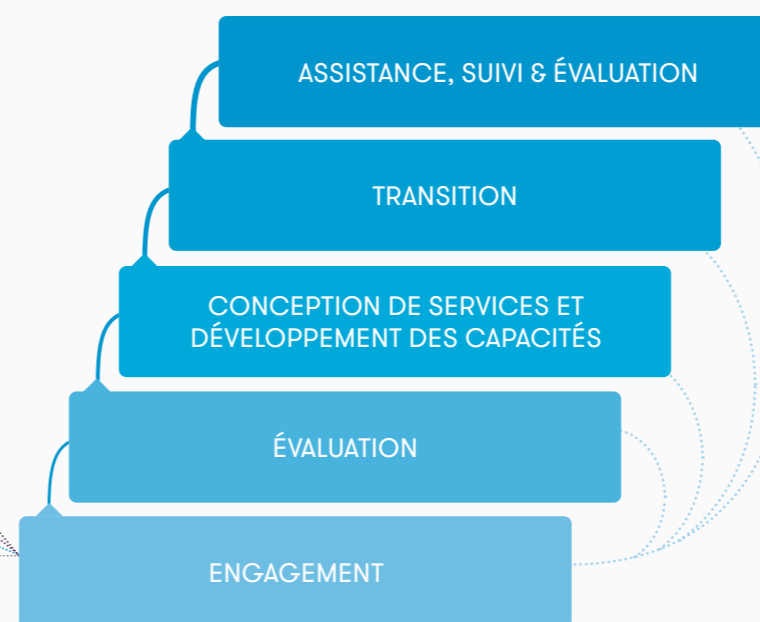 ASSISTANCE, SUIVI & ÉVALUATION
TRANSITION
CONCEPTION DE SERVICES ET
DÉVELOPPEMENT DES CAPACITÉS
ÉVALUATION
ENGAGEMENT